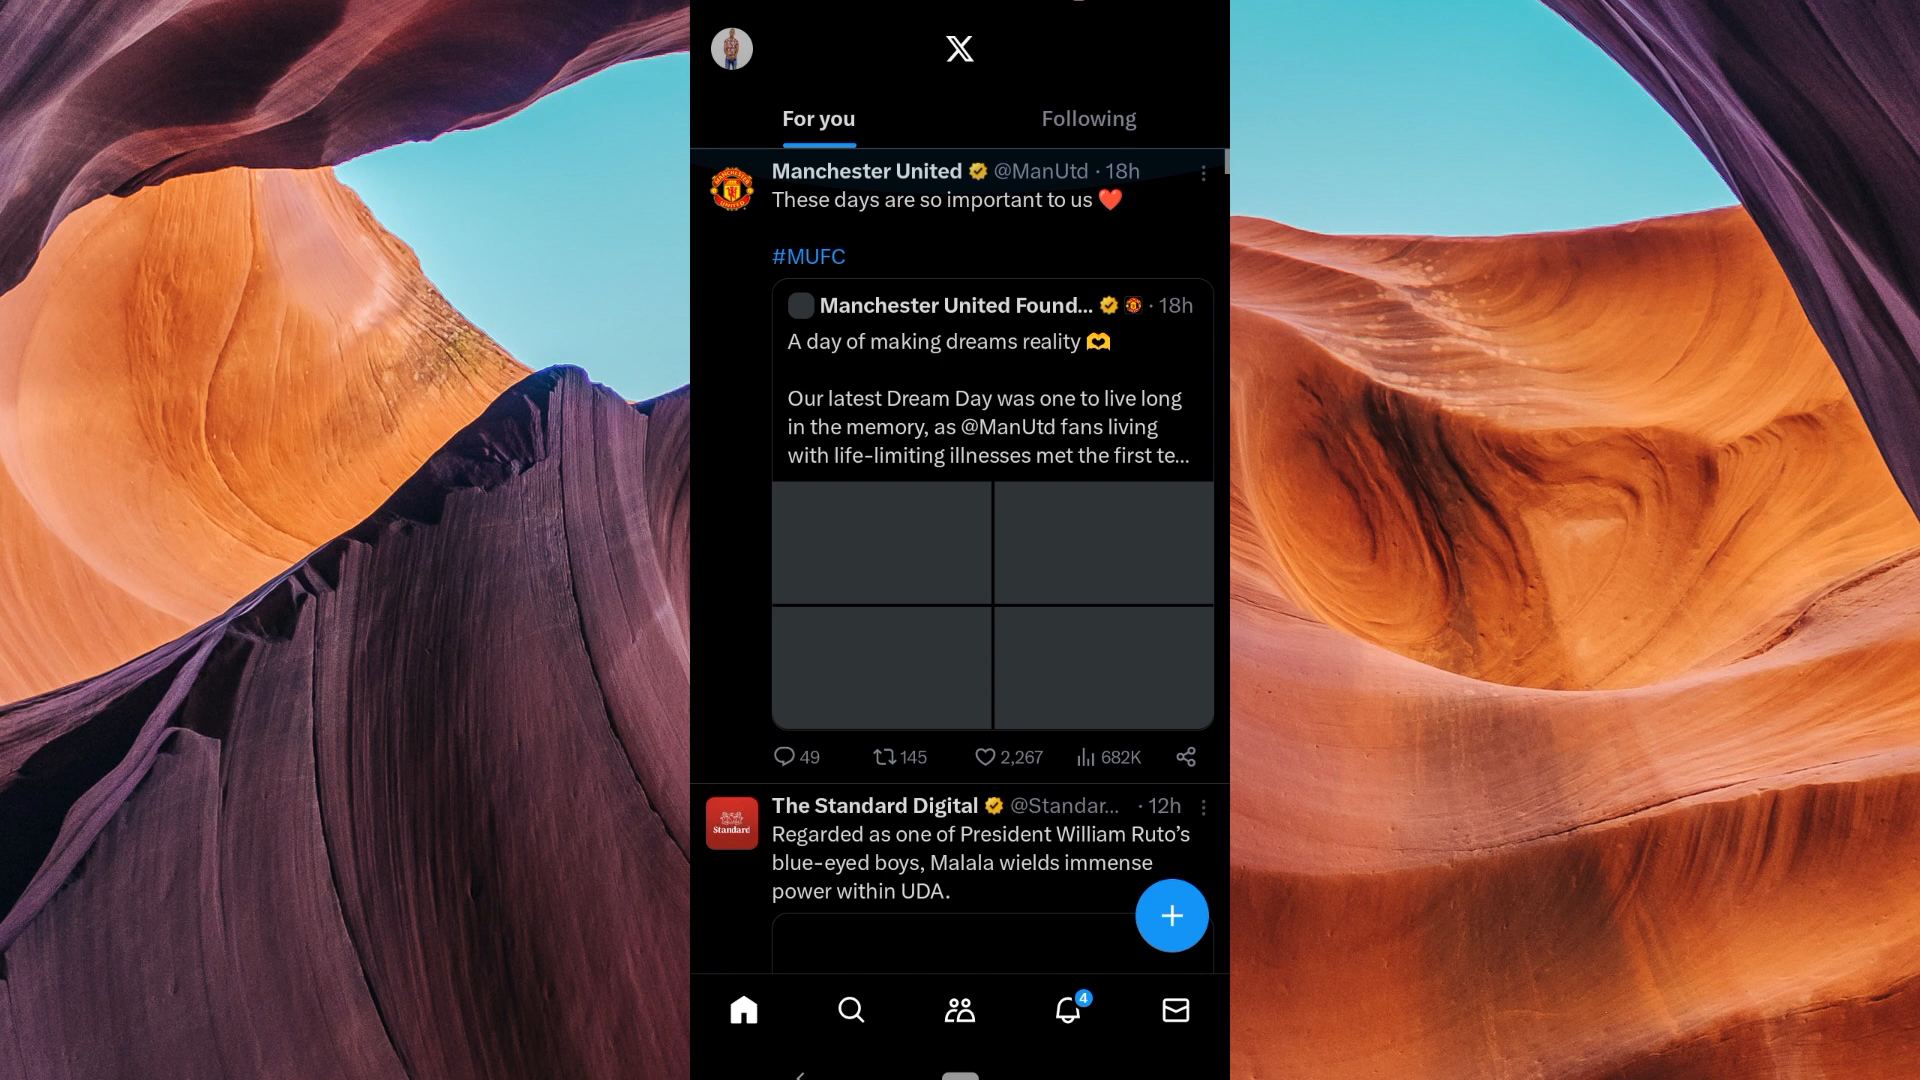 For you
Following
Manchester United @ManUtd · 18h
These days are so important to us ❤️
#MUFC
Manchester United Found... · 18h
A day of making dreams reality 🫶
Our latest Dream Day was one to live long
in the memory, as @ManUtd fans living
with life-limiting illnesses met the first te...
49
145
2,267
682K
The Standard Digital @Standar... · 12h
Standard
Regarded as one of President William Ruto’s
blue-eyed boys, Malala wields immense
power within UDA.
4